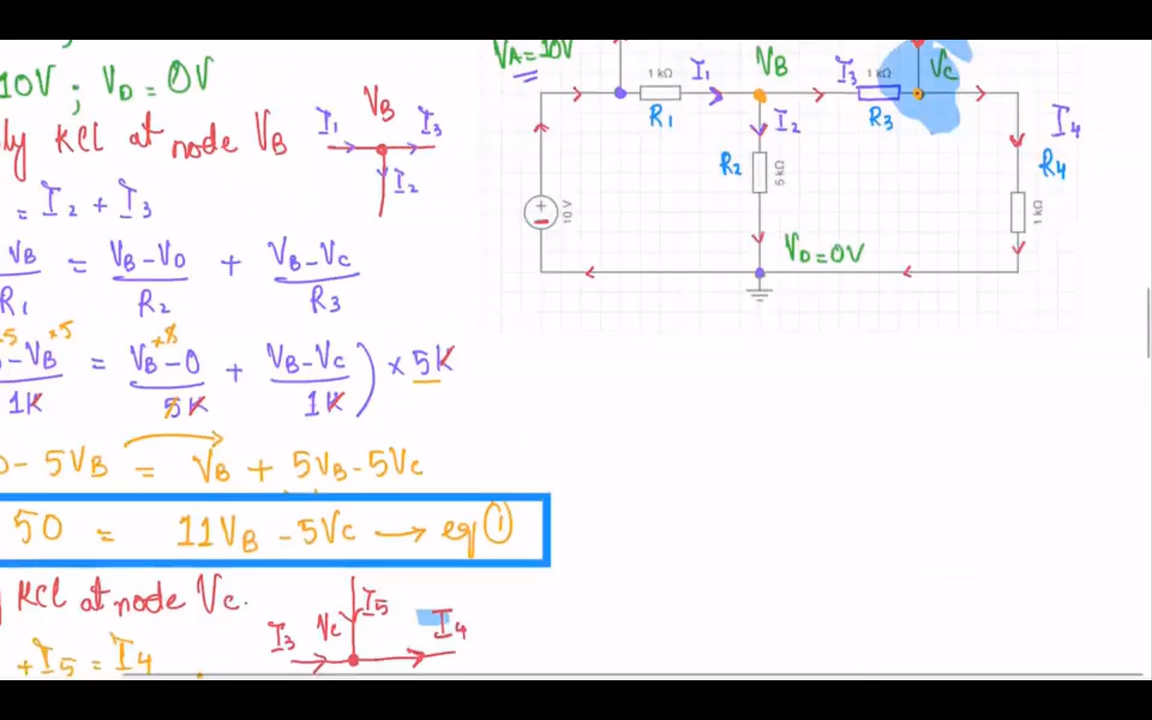 10V ; VD = 0V
KCL at node VB
VB
I1
I3
I2
= I2 + I3
VB / R1 = VB-VD / R2 + VB-VC / R3
×5
×5
-VB / 1K = VB-0 / 5K + VB-VC / 1K ) × 5K
- 5VB = VB + 5VB - 5VC
50 = 11VB - 5VC → eq ①
KCL at node VC.
I3
VC
I5
I4
+ I5 = I4
VA=10V
1 kΩ
I1
VB
I3
1 kΩ
VC
R1
I2
R3
I4
R2
5 kΩ
R4
1 kΩ
10 V
VD=0V